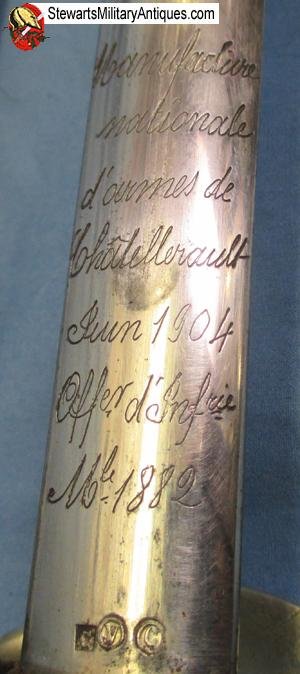 StewartsMilitaryAntiques.com
Manufacture
nationale
d'armes de
Châtellerault
Juin 1904
Offer d'Infrie
Mle 1882
V C